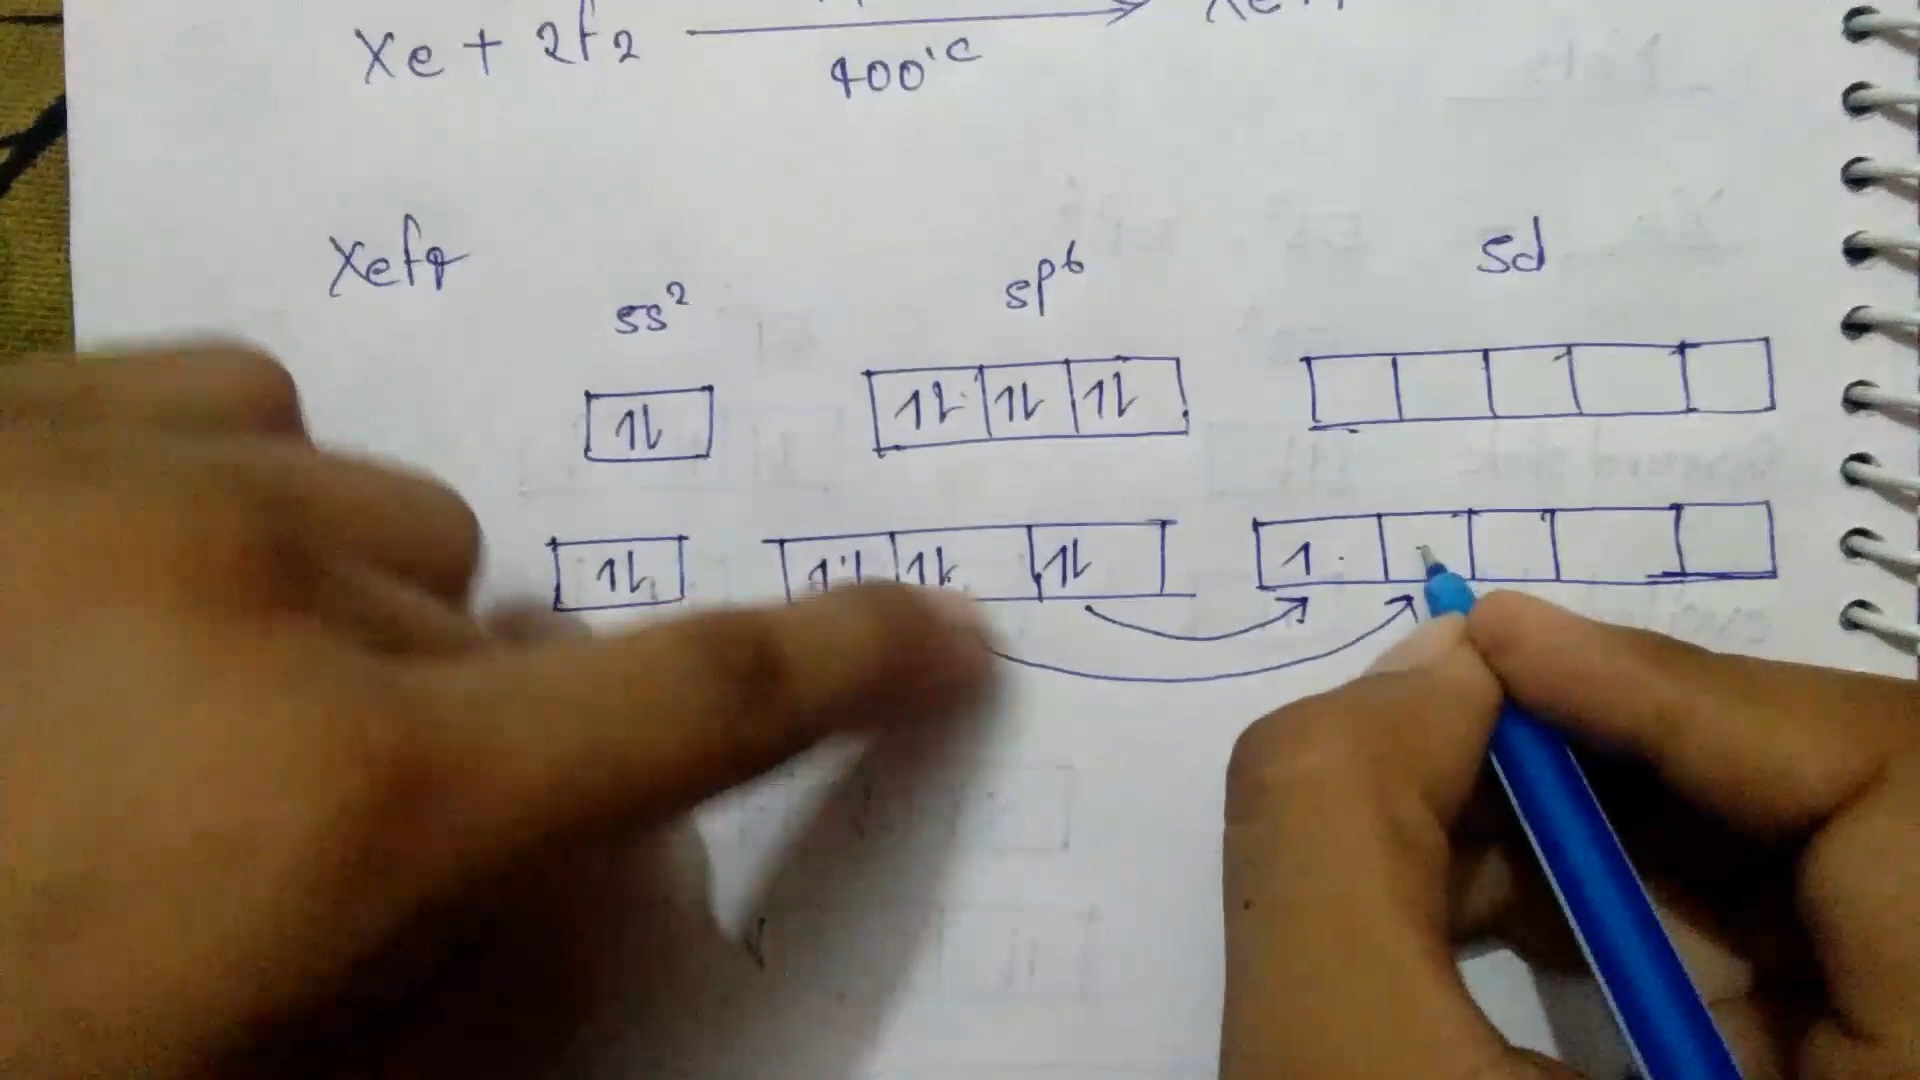 Xe + 2f2 →
400°C
Xef4
5s2 5p6 5d
1l 1l 1l 1l
1l 1l 1l 1l 1